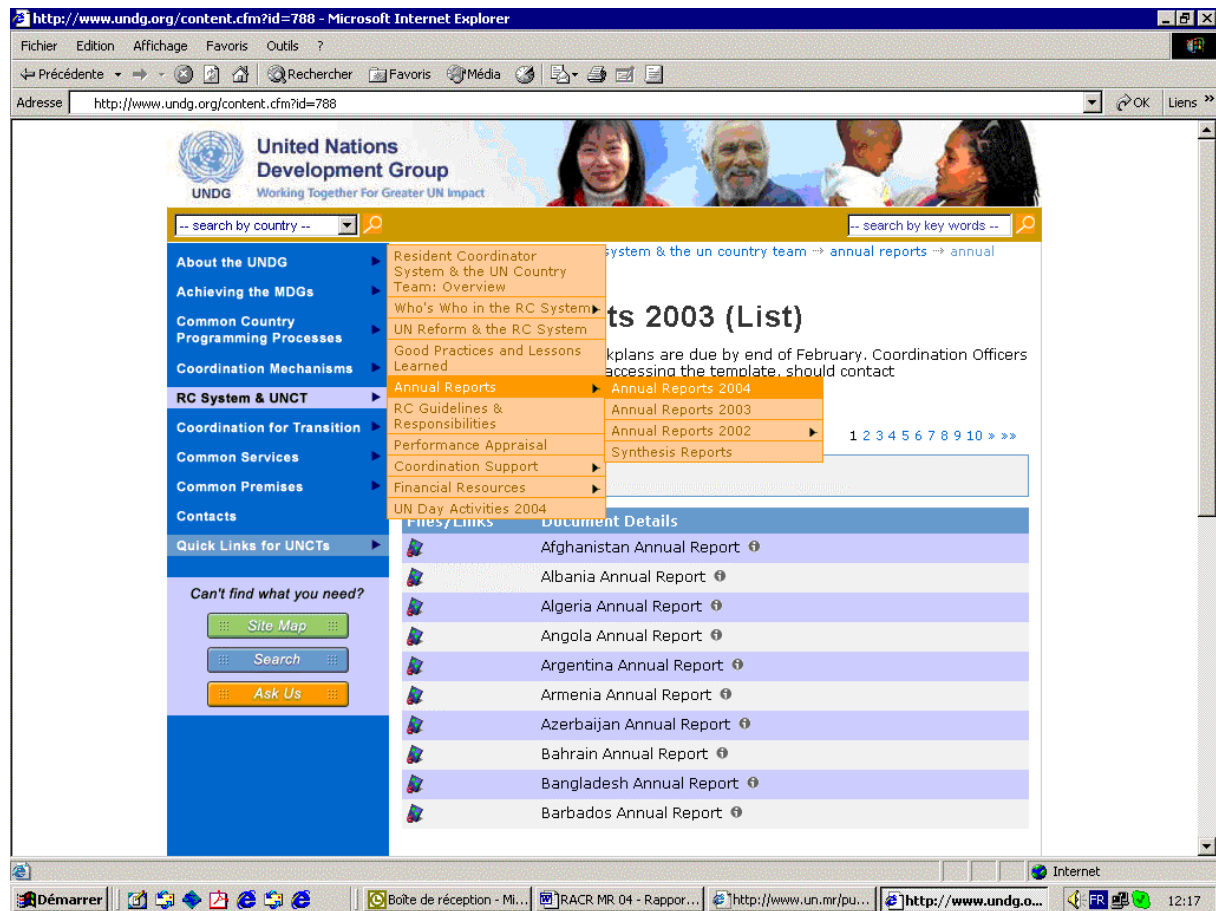 http://www.undg.org/content.cfm?id=788 - Microsoft Internet Explorer
Fichier Edition Affichage Favoris Outils ?
Précédente Rechercher Favoris Média
Adresse http://www.undg.org/content.cfm?id=788 OK Liens »
United Nations
Development Group
UNDG Working Together For Greater UN Impact
-- search by country -- -- search by key words --
system & the un country team ··> annual reports ··> annual
About the UNDG
Achieving the MDGs
Common Country
Programming Processes
Coordination Mechanisms
RC System & UNCT
Coordination for Transition
Common Services
Common Premises
Contacts
Quick Links for UNCTs
Resident Coordinator
System & the UN Country
Team: Overview
Who's Who in the RC System
UN Reform & the RC System
Good Practices and Lessons
Learned
Annual Reports
RC Guidelines &
Responsibilities
Performance Appraisal
Coordination Support
Financial Resources
UN Day Activities 2004
Annual Reports 2004
Annual Reports 2003
Annual Reports 2002
Synthesis Reports
ts 2003 (List)
kplans are due by end of February. Coordination Officers
accessing the template, should contact
1 2 3 4 5 6 7 8 9 10 » »»
Files/Links Document Details
Afghanistan Annual Report
Albania Annual Report
Algeria Annual Report
Angola Annual Report
Argentina Annual Report
Armenia Annual Report
Azerbaijan Annual Report
Bahrain Annual Report
Bangladesh Annual Report
Barbados Annual Report
Can't find what you need?
Site Map
Search
Ask Us
Internet
Démarrer Boîte de réception - Mi... RACR MR 04 - Rappor... http://www.un.mr/pu... http://www.undg.o... FR 12:17